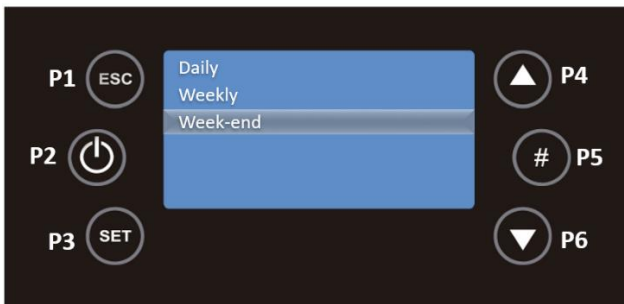 P1 ESC
P2
P3 SET
Daily
Weekly
Week-end
P4
# P5
P6